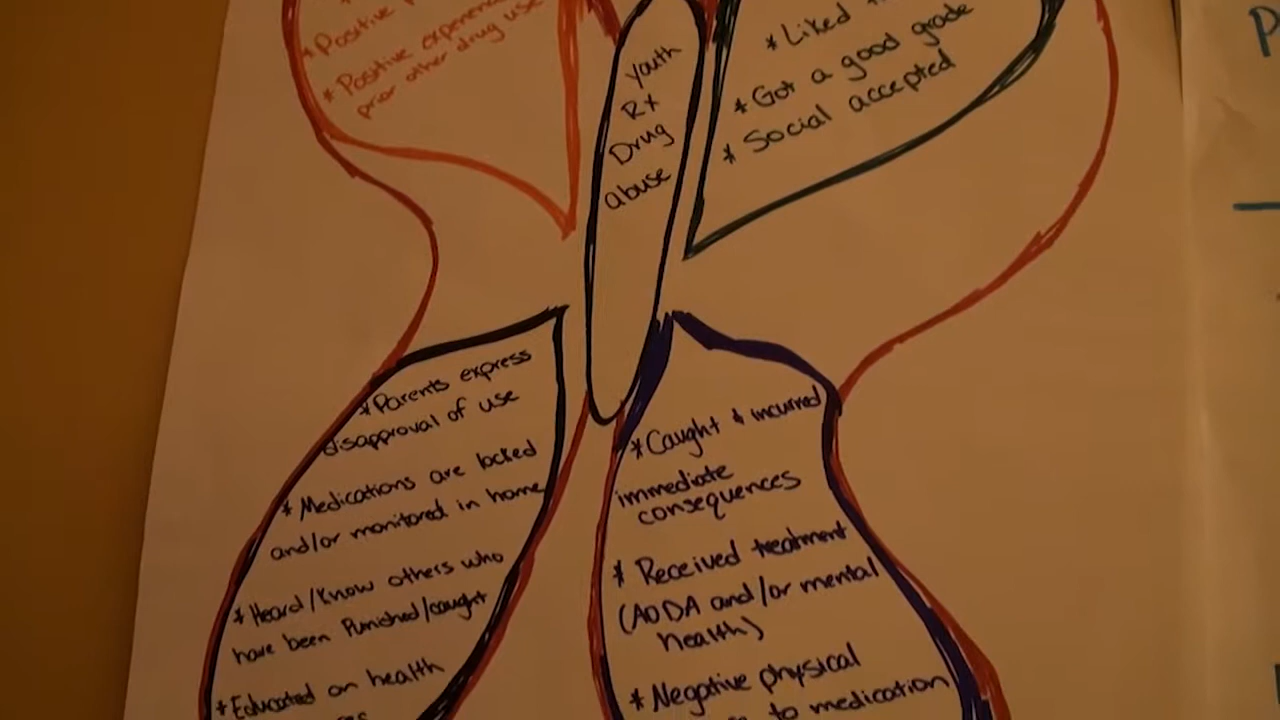 * Positive
* Positive experience
prior other drug use
Youth
Rx
Drug
abuse
* Liked
* Got a good grade
* Social accepted
* Parents express
disapproval of use
* Medications are locked
and/or monitored in home
* Heard/Know others who
have been Punished/caught
* Educated on health
* Caught & incurred
immediate
consequences
* Received treatment
(AODA and/or mental
health)
* Negative physical
to medication
P